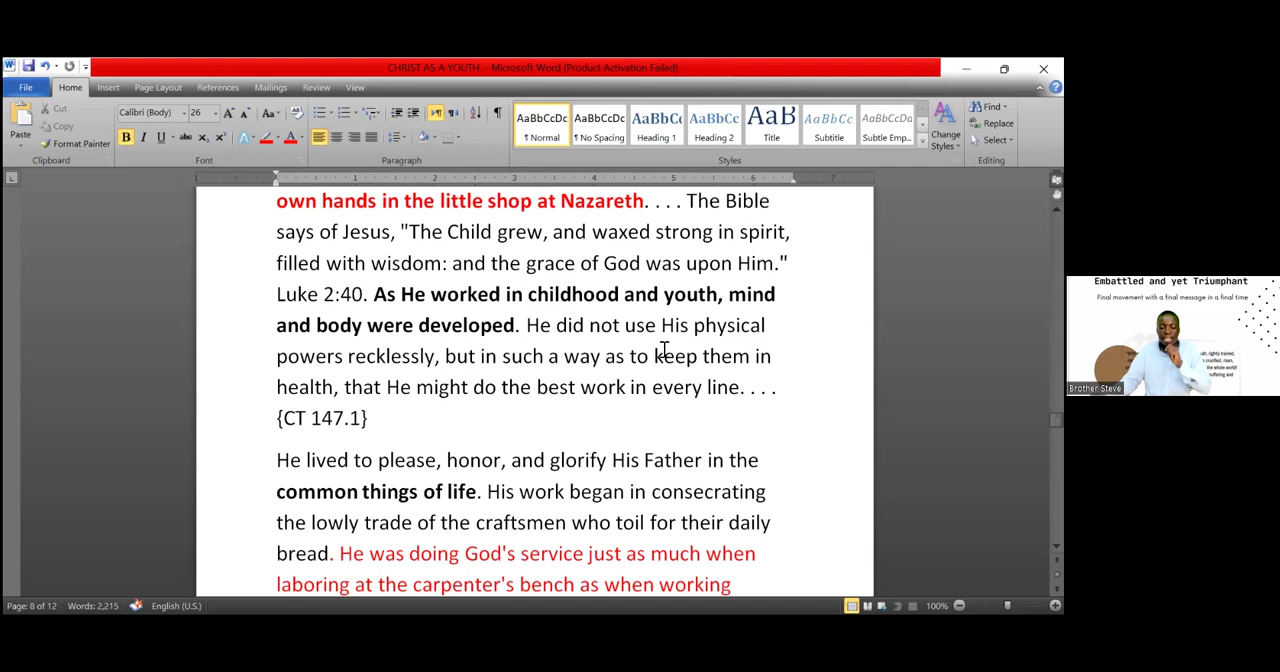 CHRIST AS A YOUTH - Microsoft Word (Product Activation Failed)
File Home Insert Page Layout References Mailings Review View
Paste
Cut
Copy
Format Painter
Clipboard
Calibri (Body) 26
Font
Paragraph
AaBbCcDc AaBbCcDc AaBbCc AaBbCc AaB AaBbCc. AaBbCcDc
¶ Normal ¶ No Spacing Heading 1 Heading 2 Title Subtitle Subtle Emp...
Change Styles
Styles
Find
Replace
Select
Editing
1 2 3 4 5 6 7
own hands in the little shop at Nazareth. . . . The Bible
says of Jesus, "The Child grew, and waxed strong in spirit,
filled with wisdom: and the grace of God was upon Him."
Luke 2:40. As He worked in childhood and youth, mind
and body were developed. He did not use His physical
powers recklessly, but in such a way as to keep them in
health, that He might do the best work in every line. . . .
{CT 147.1}
He lived to please, honor, and glorify His Father in the
common things of life. His work began in consecrating
the lowly trade of the craftsmen who toil for their daily
bread. He was doing God's service just as much when
laboring at the carpenter's bench as when working
Page: 8 of 12 Words: 2,215 English (U.S.) 100%
Embattled and yet Triumphant
Final movement with a final message in a final time
Brother Steve